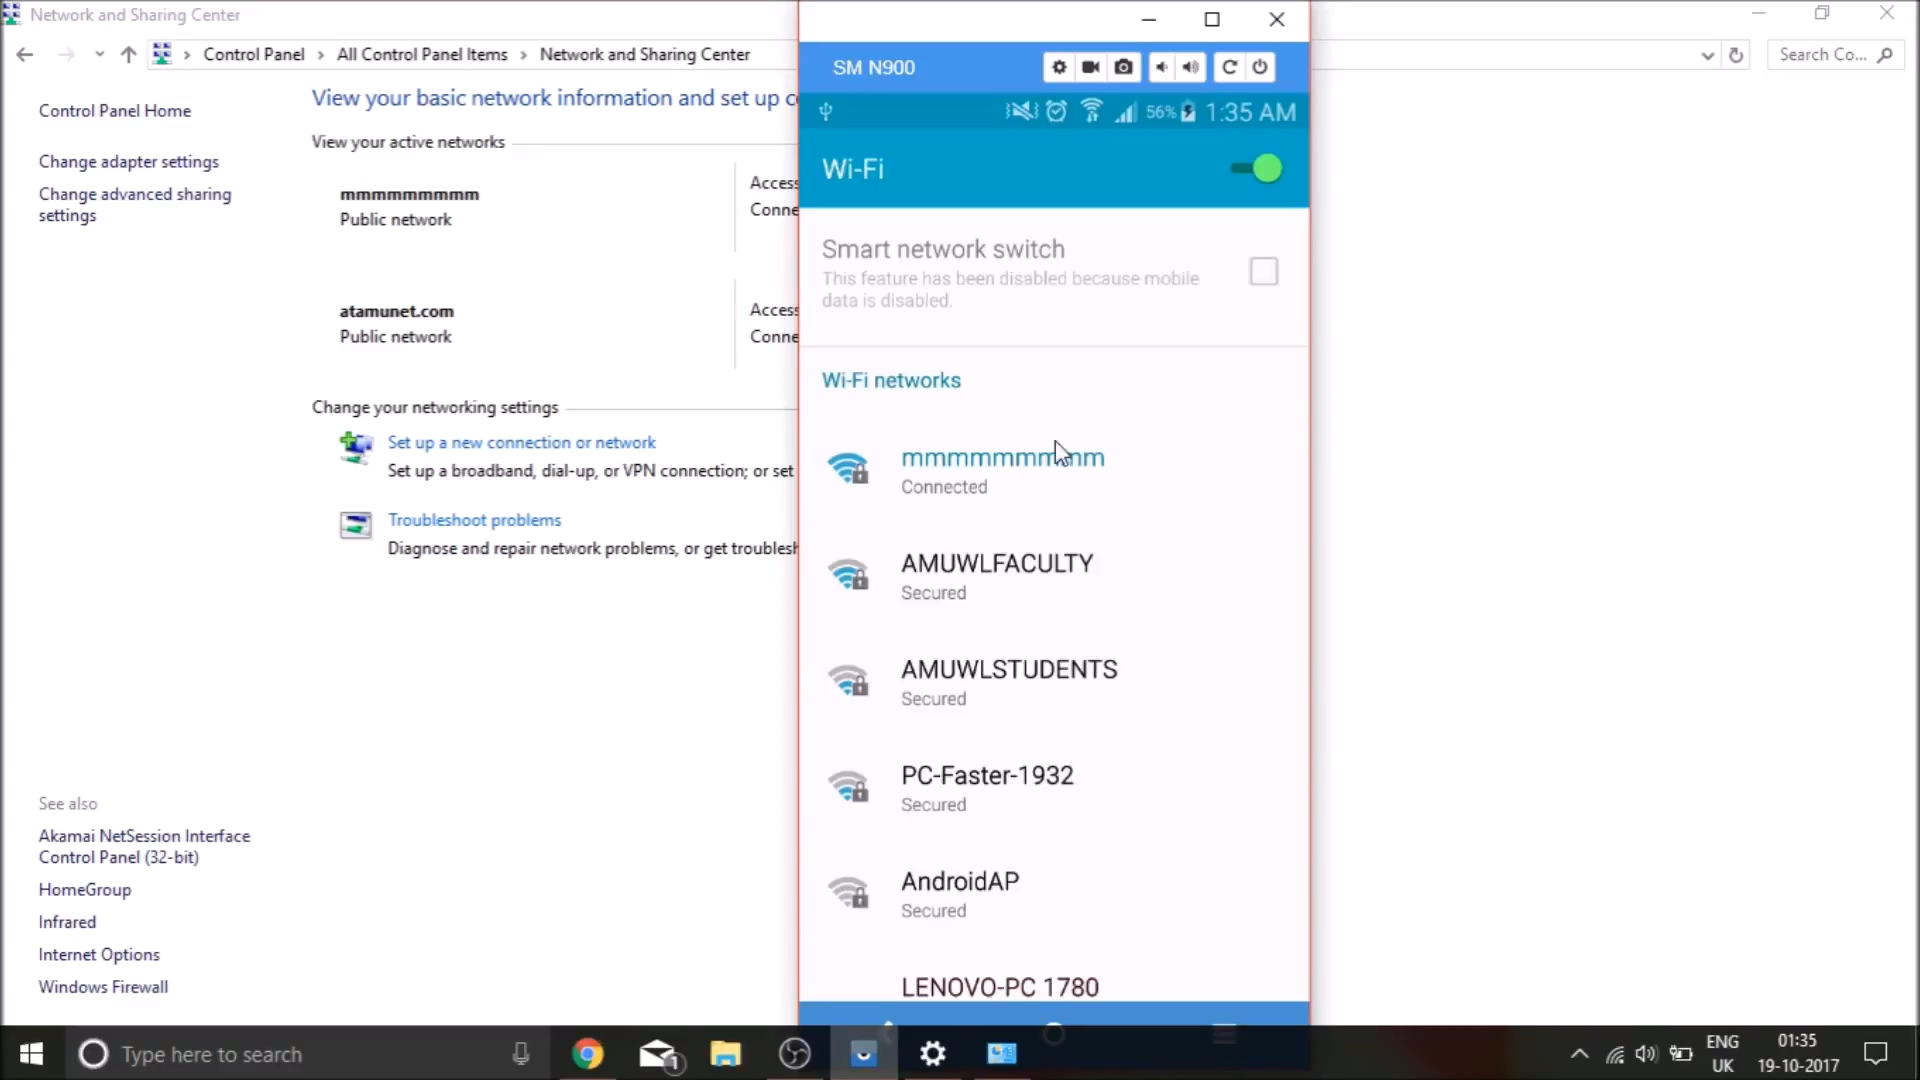 Network and Sharing Center
Control Panel > All Control Panel Items > Network and Sharing Center
Search Co...
Control Panel Home
Change adapter settings
Change advanced sharing
settings
View your basic network information and set up c
View your active networks
mmmmmmmmm
Public network
Access
Conne
atamunet.com
Public network
Access
Conne
Change your networking settings
Set up a new connection or network
Set up a broadband, dial-up, or VPN connection; or set
Troubleshoot problems
Diagnose and repair network problems, or get troublesh
See also
Akamai NetSession Interface
Control Panel (32-bit)
HomeGroup
Infrared
Internet Options
Windows Firewall
SM N900
56% 1:35 AM
Wi-Fi
Smart network switch
This feature has been disabled because mobile
data is disabled.
Wi-Fi networks
mmmmmmmmm
Connected
AMUWLFACULTY
Secured
AMUWLSTUDENTS
Secured
PC-Faster-1932
Secured
AndroidAP
Secured
LENOVO-PC 1780
Type here to search
1
ENG
UK
01:35
19-10-2017